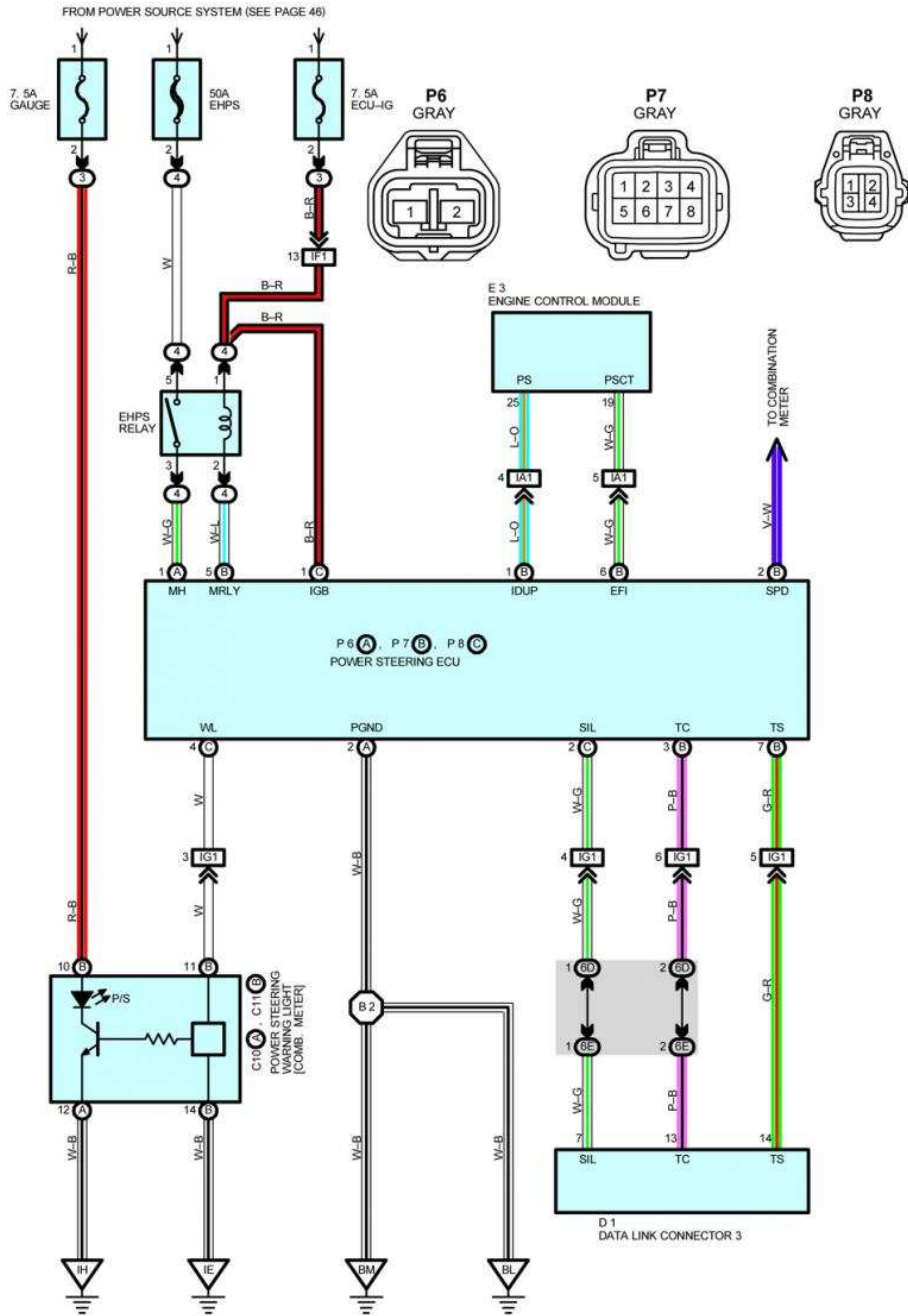 FROM POWER SOURCE SYSTEM (SEE PAGE 46)
1
1
1
7. 5A
GAUGE
50A
EHPS
7. 5A
ECU–IG
2
2
2
3
4
3
P6
GRAY
P7
GRAY
P8
GRAY
1 2
1 2 3 4
5 6 7 8
1 2
3 4
R–B
W
B–R
13 IF1
B–R
B–R
E 3
ENGINE CONTROL MODULE
PS
PSCT
25
19
TO COMBINATION
METER
4
4
5
1
EHPS
RELAY
3
2
4
4
L–O
W–G
4 IA1
5 IA1
W–G
W–L
B–R
L–O
W–G
V–W
1 A
5 B
1 C
1 B
6 B
2 B
MH
MRLY
IGB
IDUP
EFI
SPD
P 6 A , P 7 B , P 8 C
POWER STEERING ECU
WL
PGND
SIL
TC
TS
4 C
2 A
2 C
3 B
7 B
W
W–G
P–B
G–R
3 IG1
4 IG1
6 IG1
5 IG1
R–B
W
W–B
W–G
P–B
10 B
11 B
1 6D
2 6D
P/S
C10 A , C11 B
POWER STEERING
WARNING LIGHT
[COMB. METER]
B 2
G–R
1 6E
2 6E
12 A
14 B
W–B
W–B
W–B
W–B
W–G
P–B
7
13
14
SIL
TC
TS
D 1
DATA LINK CONNECTOR 3
IH
IE
BM
BL